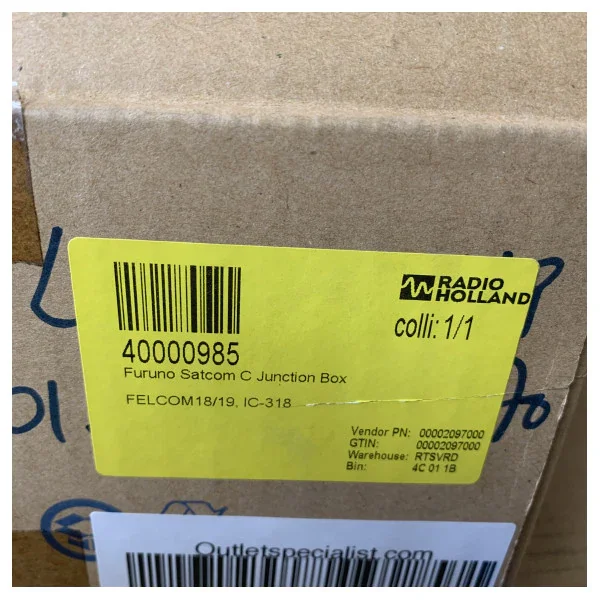 RADIO
HOLLAND
colli: 1/1
40000985
Furuno Satcom C Junction Box
FELCOM18/19, IC-318
Vendor PN: 00002097000
GTIN: 00002097000
Warehouse: RTSVRD
Bin: 4C 01 1B
Outletspecialist.com